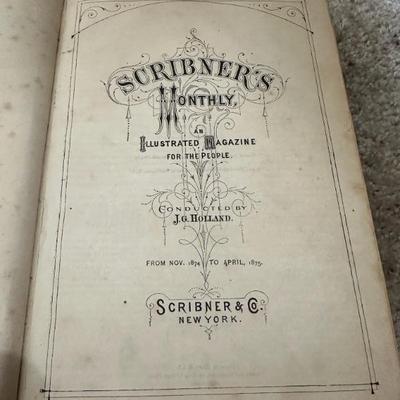 SCRIBNER'S
MONTHLY,
AN
ILLUSTRATED MAGAZINE
FOR THE PEOPLE.
CONDUCTED BY
J. G. HOLLAND.
FROM NOV. 1874 TO APRIL, 1875.
SCRIBNER & CO.
NEW YORK.